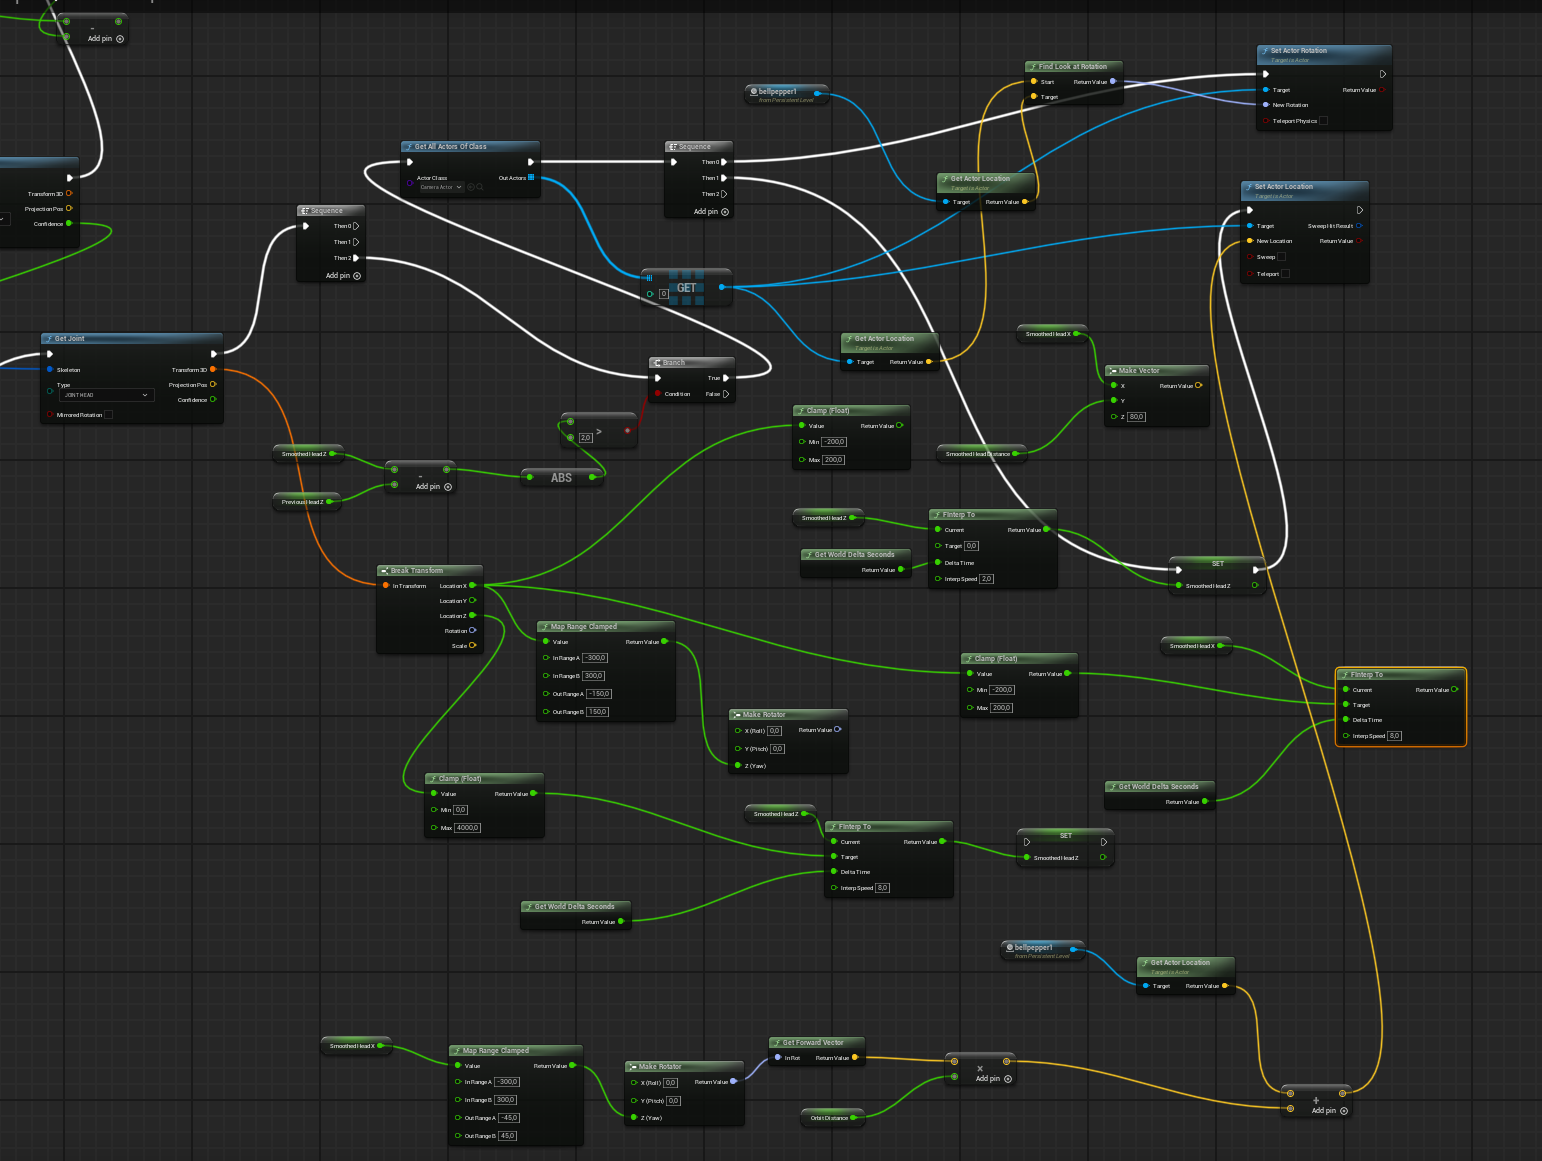 Add pin
Transform 3D
Projection Pos
Confidence
Sequence
Then 0
Then 1
Then 2
Add pin
Get All Actors Of Class
Actor Class
Camera Actor
Out Actors
Sequence
Then 0
Then 1
Then 2
Add pin
bellpepper1
from Persistent Level
Find Look at Rotation
Start
Return Value
Target
Set Actor Rotation
Target is Actor
Target
Return Value
New Rotation
Teleport Physics
Get Actor Location
Target is Actor
Target
Return Value
Set Actor Location
Target is Actor
Target
Sweep Hit Result
New Location
Return Value
Sweep
Teleport
0
GET
Get Joint
Skeleton
Transform 3D
Type
Projection Pos
JOINT HEAD
Confidence
Mirrored Rotation
Branch
True
Condition
False
Get Actor Location
Target is Actor
Target
Return Value
Smoothed Head X
Make Vector
X
Return Value
Y
Z
80,0
Smoothed Head Distance
>
2,0
Clamp (Float)
Value
Return Value
Min
-200,0
Max
200,0
Smoothed Head Z
-
Add pin
Previous Head Z
ABS
Smoothed Head Z
FInterp To
Current
Return Value
Target
0,0
Delta Time
Interp Speed
2,0
Get World Delta Seconds
Return Value
SET
Smoothed Head Z
Break Transform
In Transform
Location X
Location Y
Location Z
Rotation
Scale
Map Range Clamped
Value
Return Value
In Range A
-300,0
In Range B
300,0
Out Range A
-150,0
Out Range B
150,0
Clamp (Float)
Value
Return Value
Min
-200,0
Max
200,0
Smoothed Head X
FInterp To
Current
Return Value
Target
Delta Time
Interp Speed
8,0
Make Rotator
X (Roll)
0,0
Return Value
Y (Pitch)
0,0
Z (Yaw)
Get World Delta Seconds
Return Value
Clamp (Float)
Value
Return Value
Min
0,0
Max
4000,0
Smoothed Head Z
FInterp To
Current
Return Value
Target
Delta Time
Interp Speed
8,0
SET
Smoothed Head Z
Get World Delta Seconds
Return Value
bellpepper1
from Persistent Level
Get Actor Location
Target is Actor
Target
Return Value
Smoothed Head X
Map Range Clamped
Value
Return Value
In Range A
-300,0
In Range B
300,0
Out Range A
-45,0
Out Range B
45,0
Make Rotator
X (Roll)
0,0
Return Value
Y (Pitch)
0,0
Z (Yaw)
Get Forward Vector
In Rot
Return Value
Orbit Distance
×
Add pin
+
Add pin